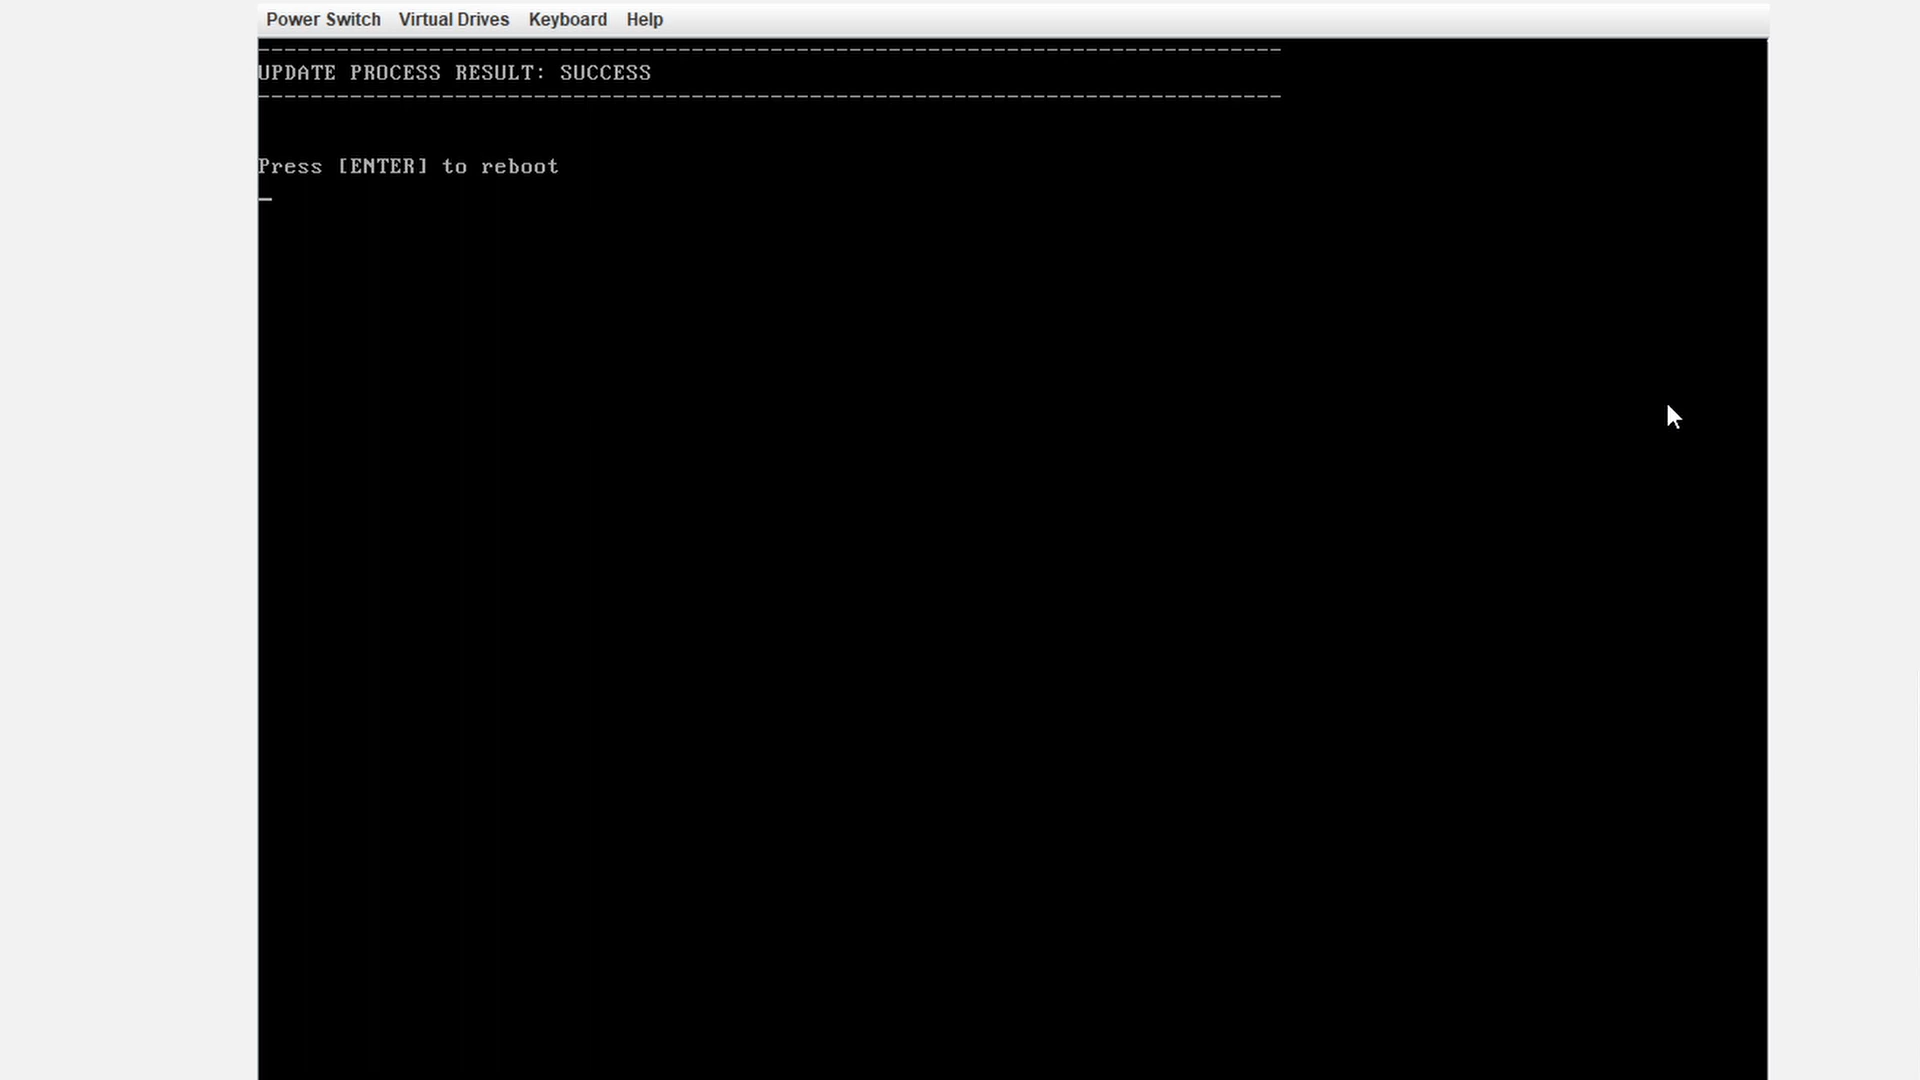 Power Switch Virtual Drives Keyboard Help
--------------------------------------------------------------------------------
UPDATE PROCESS RESULT: SUCCESS
--------------------------------------------------------------------------------
Press [ENTER] to reboot
_